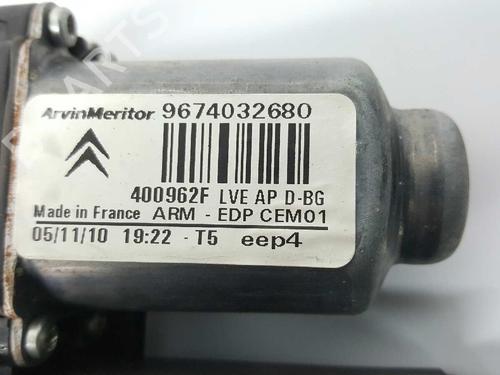 ArvinMeritor 9674032680
400962F LVE AP D-BG
Made in France ARM - EDP CEM01
05/11/10 19:22 - T5 eep4